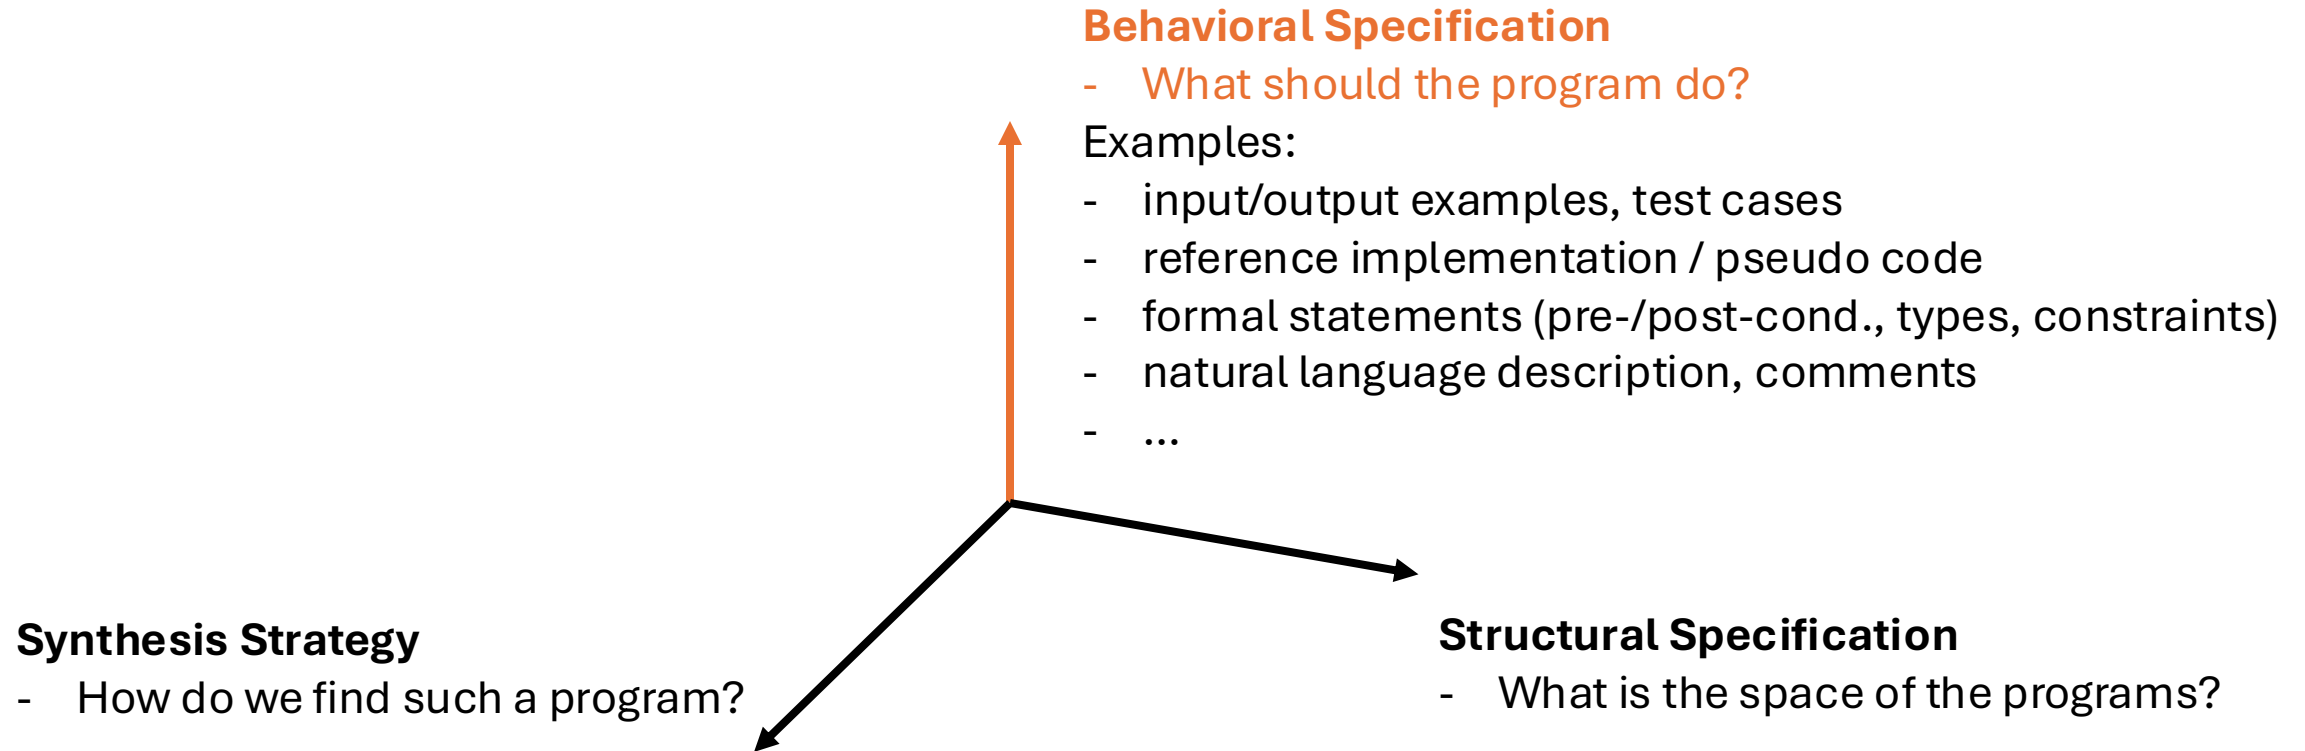 Behavioral Specification
- What should the program do?
Examples:
- input/output examples, test cases
- reference implementation / pseudo code
- formal statements (pre-/post-cond., types, constraints)
- natural language description, comments
- ...
Synthesis Strategy
- How do we find such a program?
Structural Specification
- What is the space of the programs?